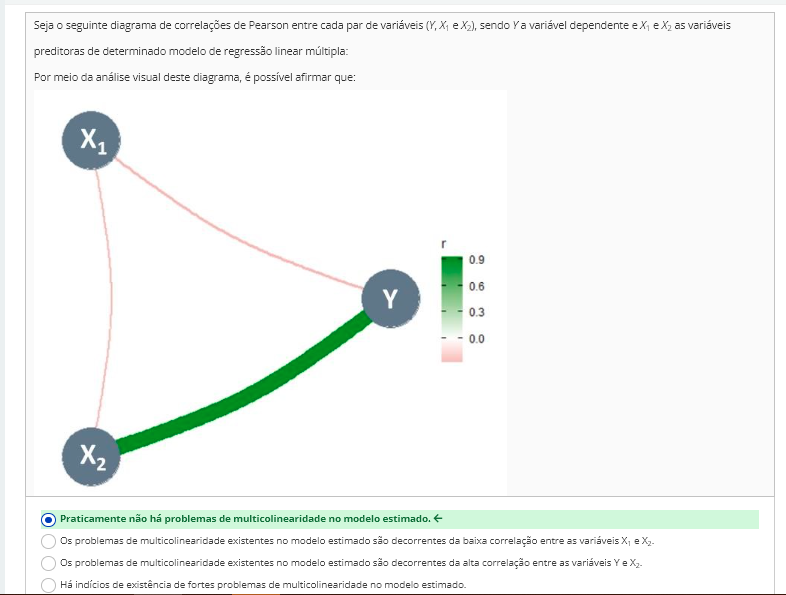 Seja o seguinte diagrama de correlações de Pearson entre cada par de variáveis (Y, X₁ e X₂), sendo Y a variável dependente e X₁ e X₂ as variáveis
preditoras de determinado modelo de regressão linear múltipla:
Por meio da análise visual deste diagrama, é possível afirmar que:
X₁
r
0.9
Y
0.6
0.3
0.0
X₂
Praticamente não há problemas de multicolinearidade no modelo estimado. ←
Os problemas de multicolinearidade existentes no modelo estimado são decorrentes da baixa correlação entre as variáveis X₁ e X₂.
Os problemas de multicolinearidade existentes no modelo estimado são decorrentes da alta correlação entre as variáveis Y e X₂.
Há indícios de existência de fortes problemas de multicolinearidade no modelo estimado.